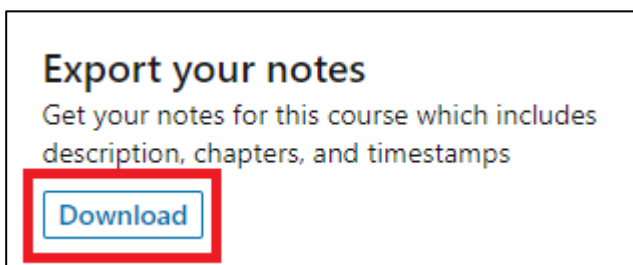 Export your notes
Get your notes for this course which includes
description, chapters, and timestamps
Download